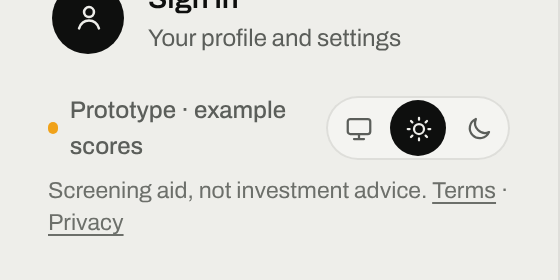 Sign in
Your profile and settings
Prototype · example
scores
Screening aid, not investment advice. Terms ·
Privacy